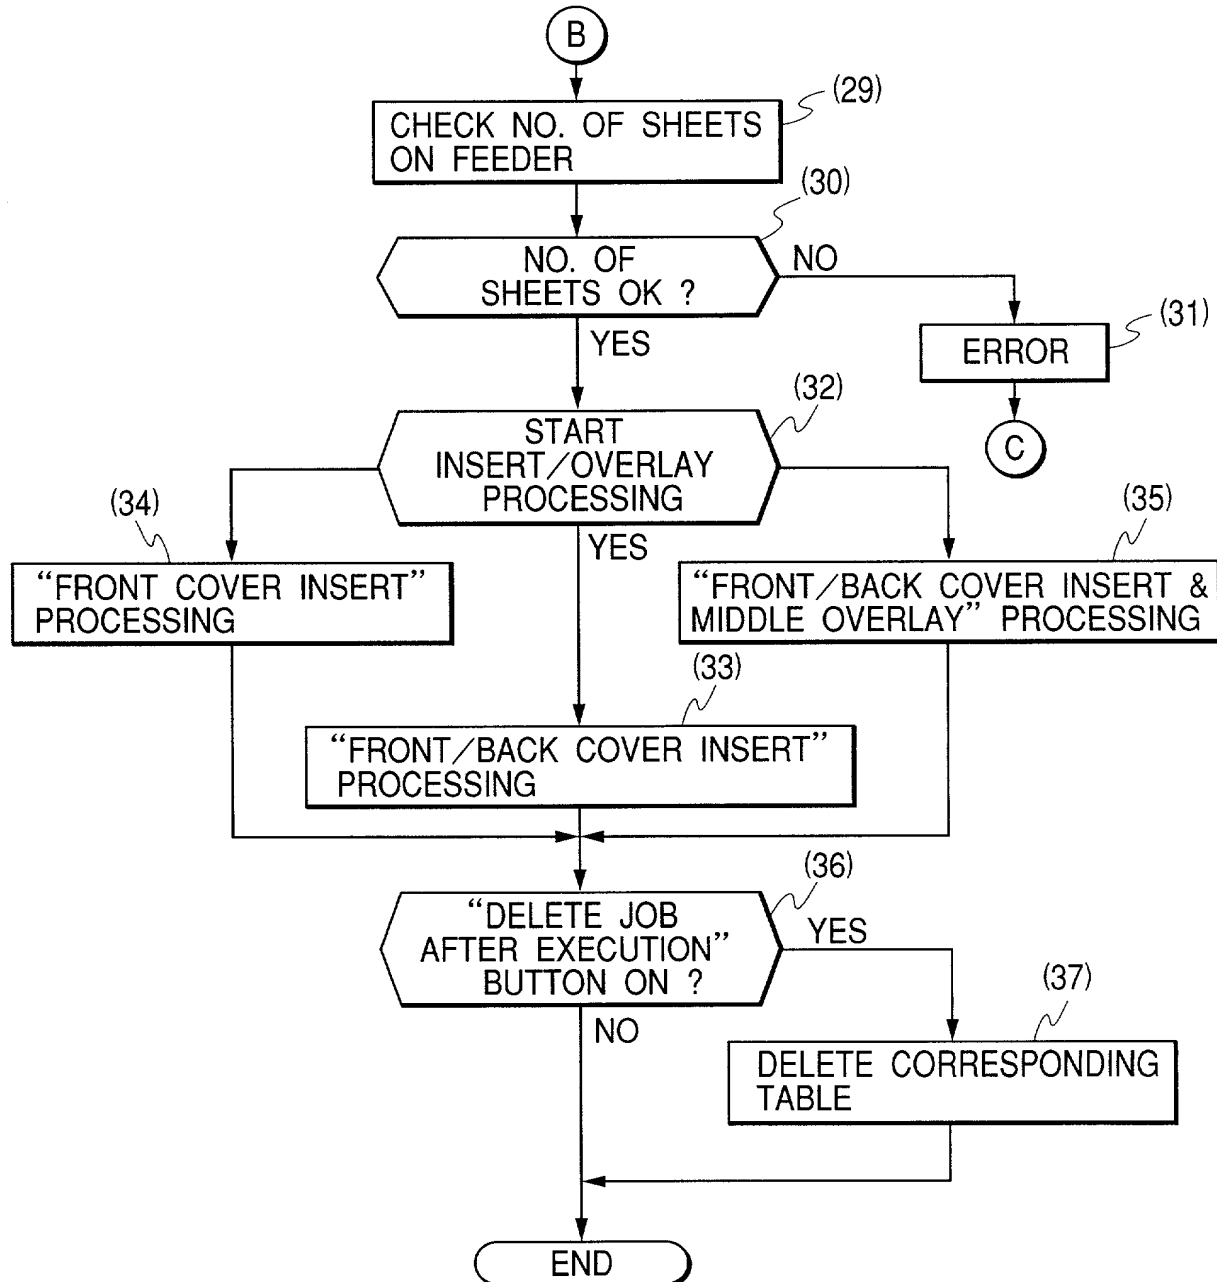 B
(29)
CHECK NO. OF SHEETS
ON FEEDER
(30)
NO. OF
SHEETS OK ?
NO
YES
(31)
ERROR
C
(32)
START
INSERT/OVERLAY
PROCESSING
YES
(34)
“FRONT COVER INSERT”
PROCESSING
(35)
“FRONT/BACK COVER INSERT &
MIDDLE OVERLAY” PROCESSING
(33)
“FRONT/BACK COVER INSERT”
PROCESSING
(36)
“DELETE JOB
AFTER EXECUTION”
BUTTON ON ?
YES
NO
(37)
DELETE CORRESPONDING
TABLE
END